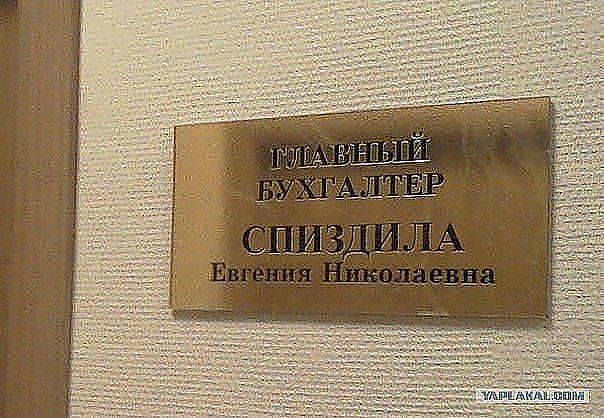 ГЛАВНЫЙ
БУХГАЛТЕР
СПИЗДИЛА
Евгения Николаевна
YAPLAKAL.COM